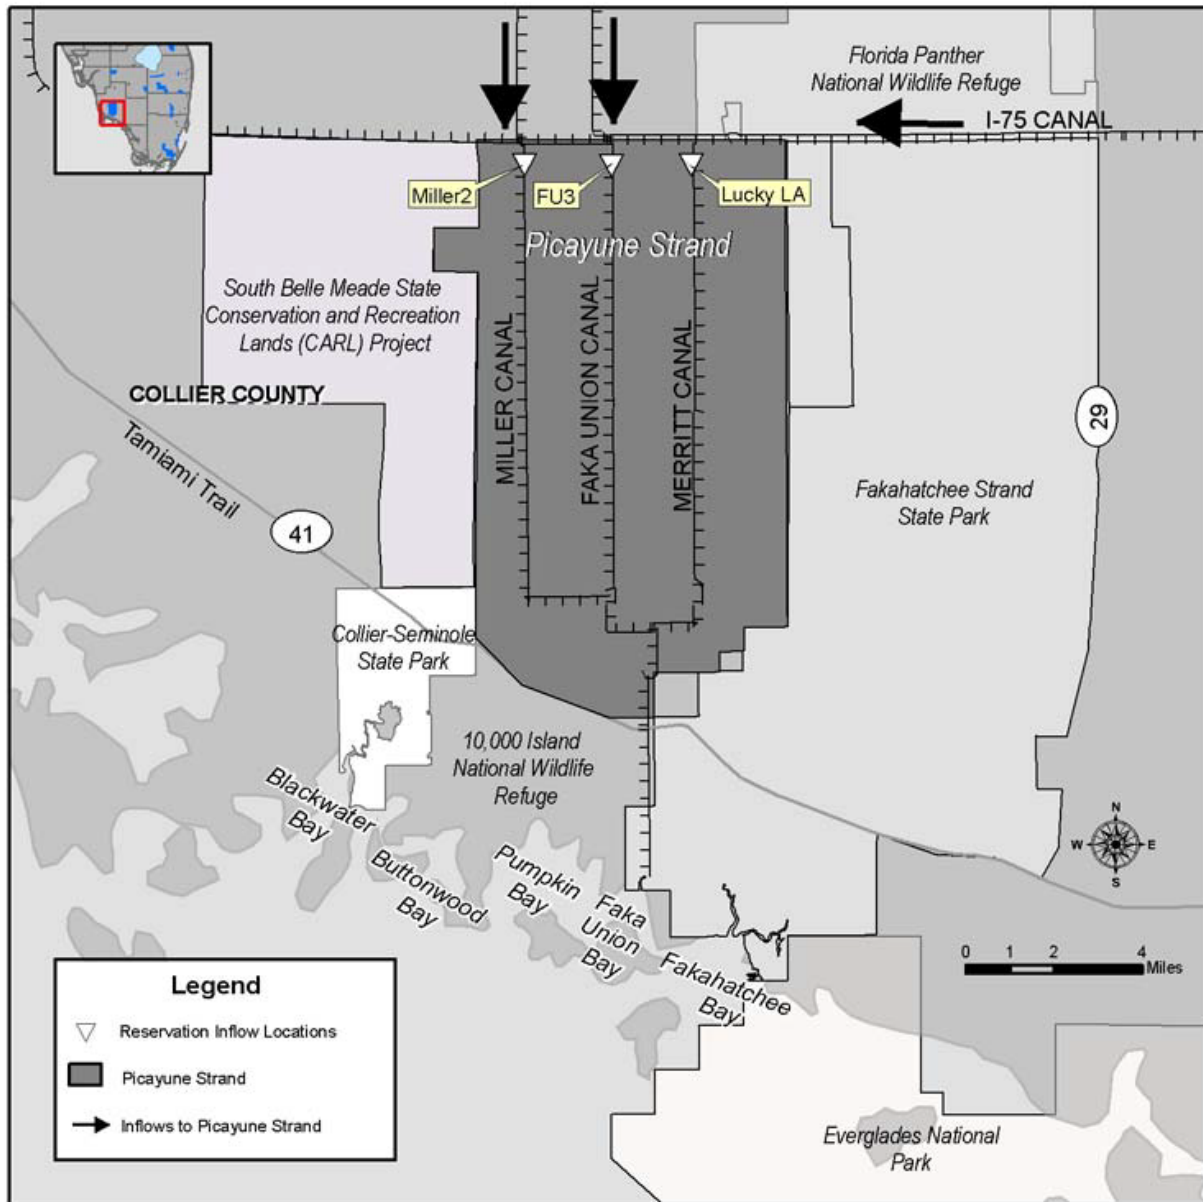 Florida Panther
National Wildlife Refuge
I-75 CANAL
Miller2
FU3
Lucky LA
Picayune Strand
South Belle Meade State
Conservation and Recreation
Lands (CARL) Project
COLLIER COUNTY
MILLER CANAL
FAKA UNION CANAL
MERRITT CANAL
29
Tamiami Trail
41
Fakahatchee Strand
State Park
Collier-Seminole
State Park
10,000 Island
National Wildlife
Refuge
Blackwater
Bay
Buttonwood
Bay
Pumpkin
Bay
Faka
Union
Bay
Fakahatchee
Bay
N
W
E
S
0 1 2 4
Miles
Legend
Reservation Inflow Locations
Picayune Strand
Inflows to Picayune Strand
Everglades National
Park